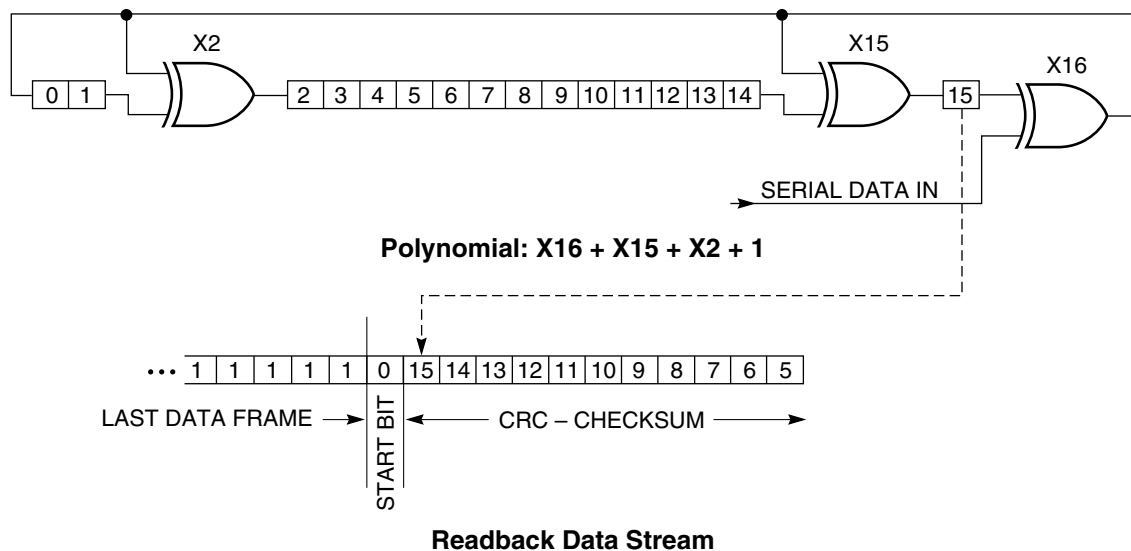 X2
X15
X16
0 1
2 3 4 5 6 7 8 9 10 11 12 13 14
15
SERIAL DATA IN
Polynomial: X16 + X15 + X2 + 1
••• 1 1 1 1 1 0 15 14 13 12 11 10 9 8 7 6 5
LAST DATA FRAME
START BIT
CRC – CHECKSUM
Readback Data Stream